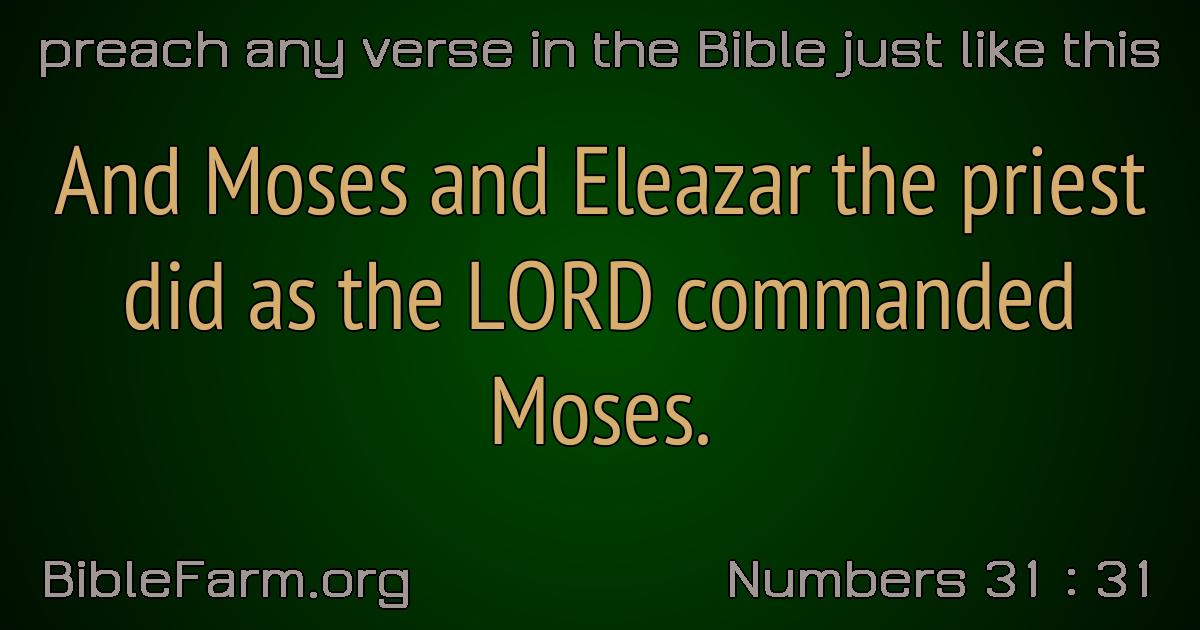 preach any verse in the Bible just like this
And Moses and Eleazar the priest
did as the LORD commanded
Moses.
BibleFarm.org
Numbers 31 : 31